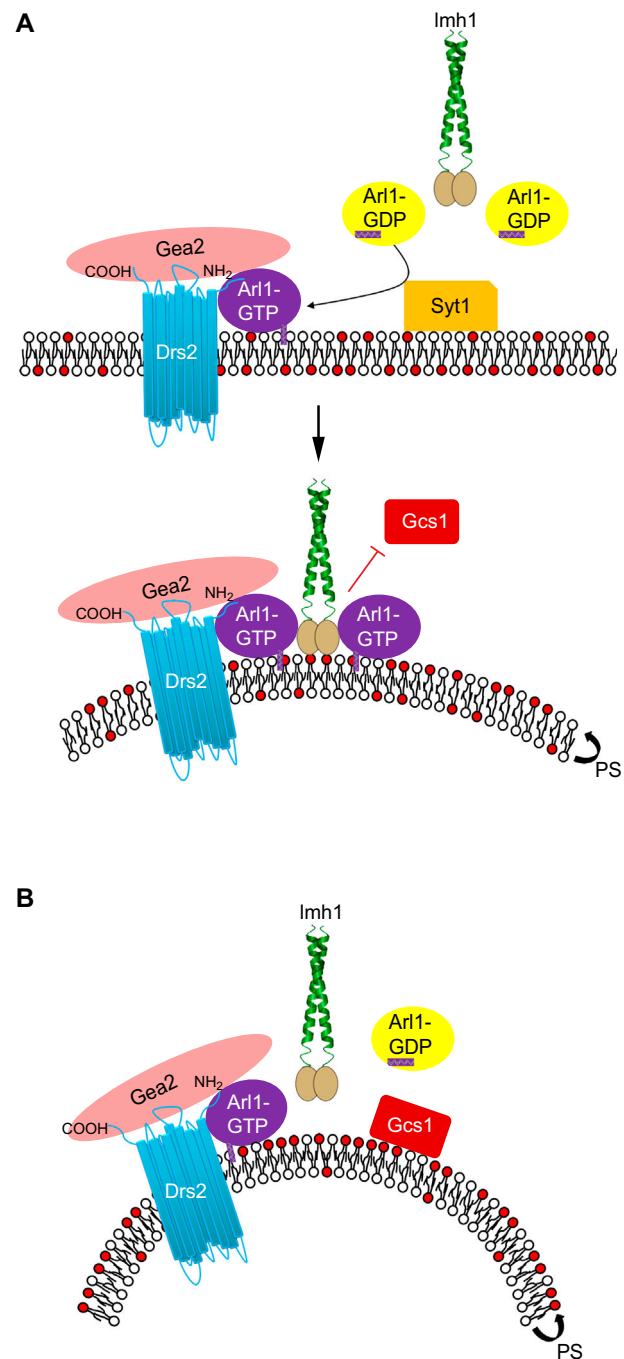 A
Imh1
Arl1-
GDP
Arl1-
GDP
Gea2
COOH
NH2
Arl1-
GTP
Syt1
Drs2
Gcs1
Gea2
NH2
COOH
Arl1-
GTP
Arl1-
GTP
Drs2
PS
B
Imh1
Arl1-
GDP
Gea2
NH2
Arl1-
GTP
Gcs1
COOH
Drs2
PS